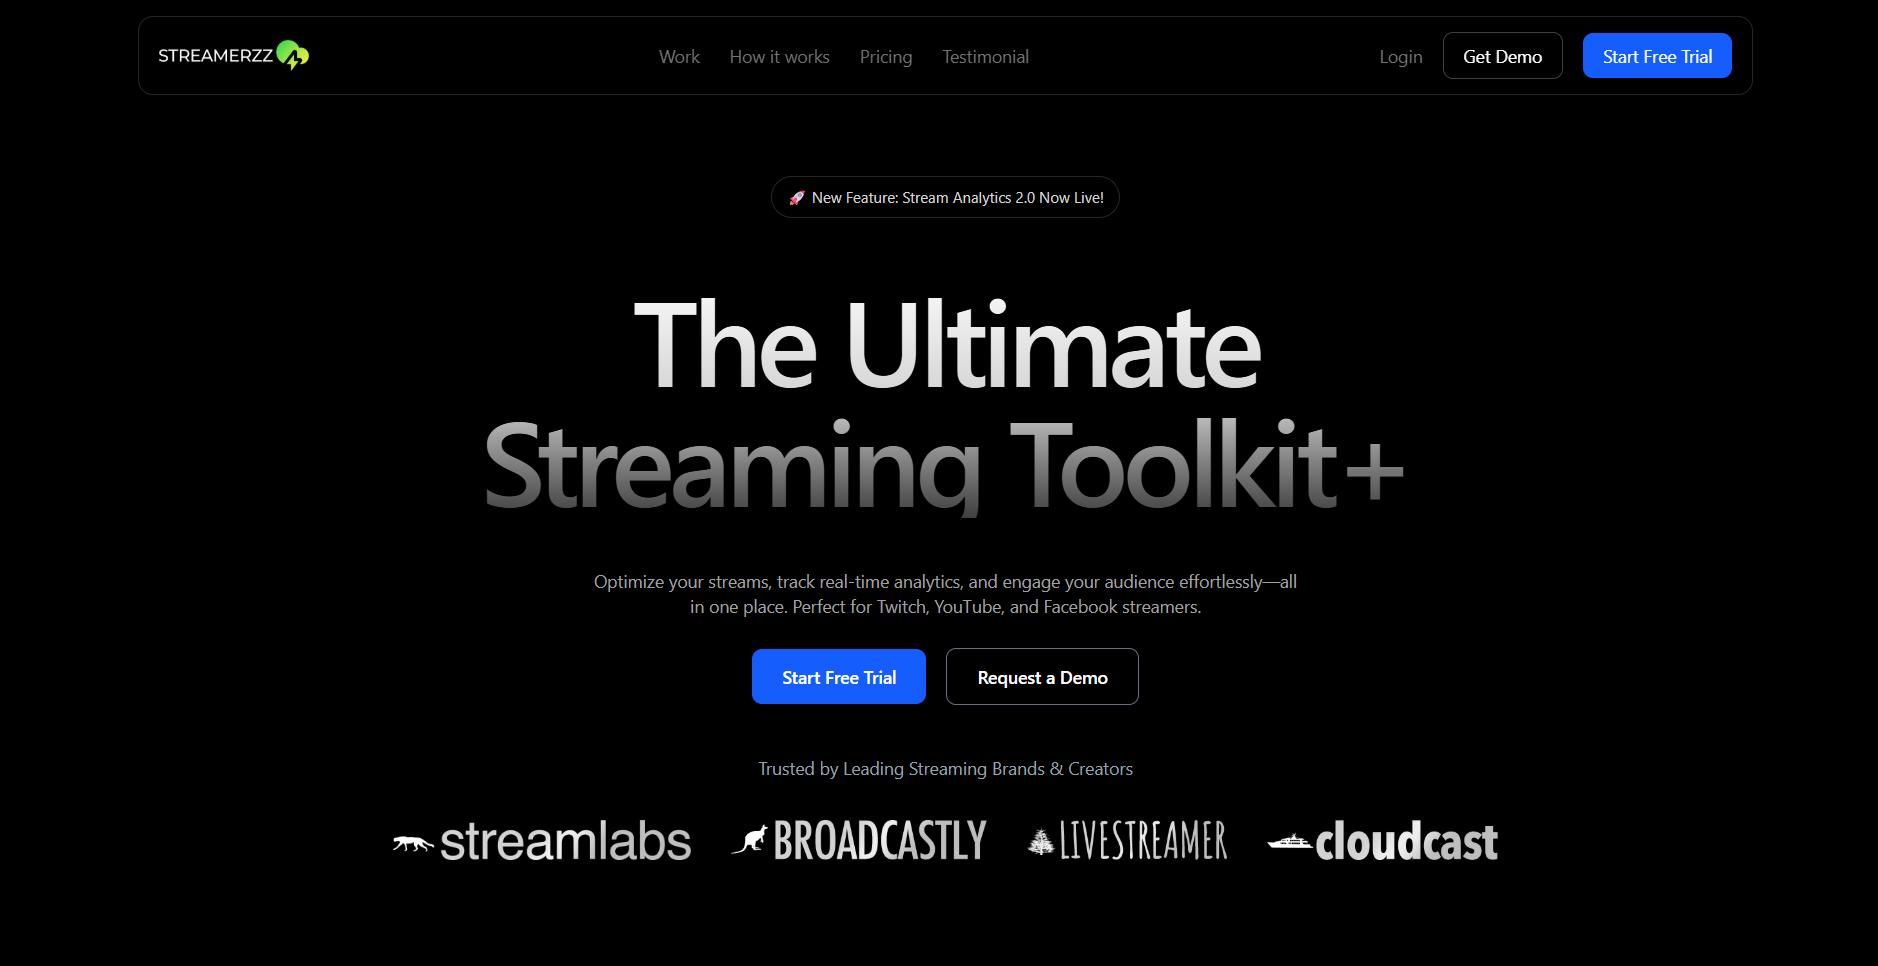 STREAMERZZ
Work How it works Pricing Testimonial
Login Get Demo Start Free Trial
🚀 New Feature: Stream Analytics 2.0 Now Live!
The Ultimate
Streaming Toolkit+
Optimize your streams, track real-time analytics, and engage your audience effortlessly—all
in one place. Perfect for Twitch, YouTube, and Facebook streamers.
Start Free Trial Request a Demo
Trusted by Leading Streaming Brands & Creators
streamlabs BROADCASTLY LIVESTREAMER cloudcast